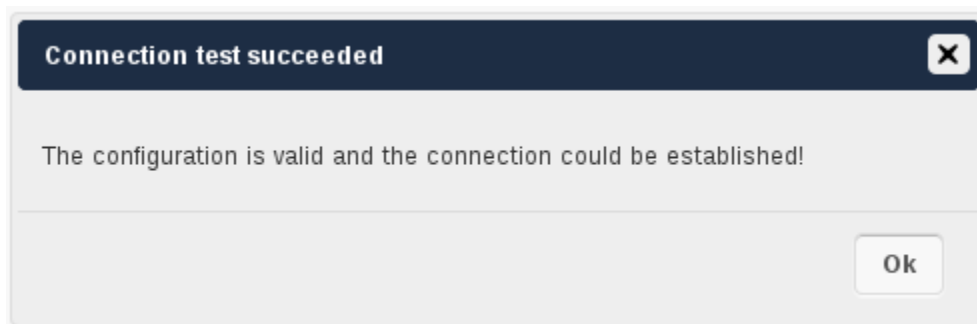 Connection test succeeded
The configuration is valid and the connection could be established!
Ok